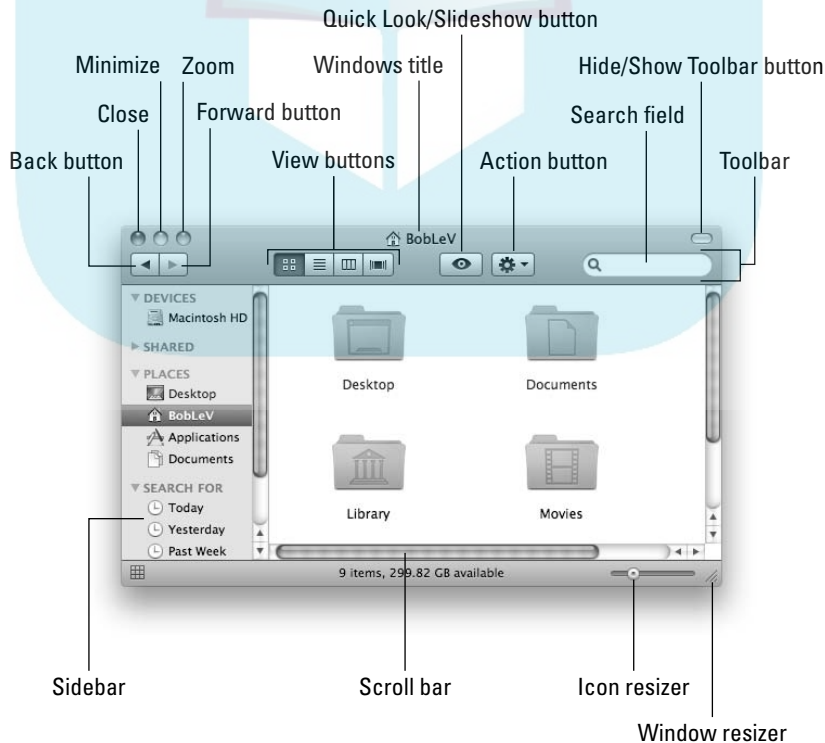 Quick Look/Slideshow button
Minimize Zoom Windows title Hide/Show Toolbar button
Close Forward button Search field
Back button View buttons Action button Toolbar
BobLeV
DEVICES
Macintosh HD
SHARED
PLACES
Desktop
BobLeV
Applications
Documents
SEARCH FOR
Today
Yesterday
Past Week
Desktop Documents
Library Movies
9 items, 299.82 GB available
Sidebar Scroll bar Icon resizer
Window resizer